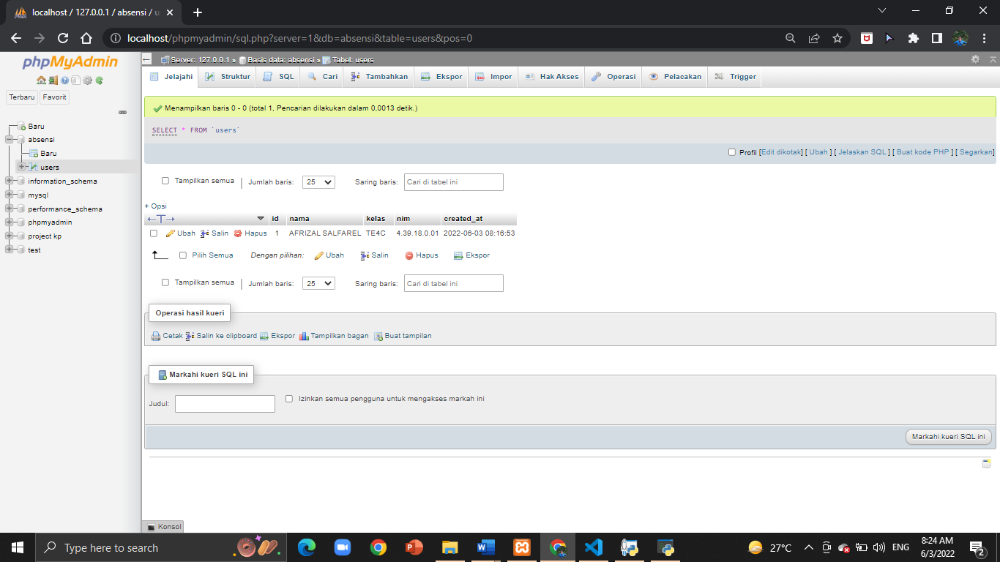 localhost / 127.0.0.1 / absensi / u
localhost/phpmyadmin/sql.php?server=1&db=absensi&table=users&pos=0
phpMyAdmin
Terbaru Favorit
Baru
absensi
Baru
users
information_schema
mysql
performance_schema
phpmyadmin
project kp
test
Server: 127.0.0.1 » Basis data: absensi » Tabel: users
Jelajahi Struktur SQL Cari Tambahkan Ekspor Impor Hak Akses Operasi Pelacakan Trigger
Menampilkan baris 0 - 0 (total 1, Pencarian dilakukan dalam 0,0013 detik.)
SELECT * FROM `users`
Profil [Edit dikotak] [ Ubah ] [ Jelaskan SQL ] [ Buat kode PHP ] [ Segarkan]
Tampilkan semua | Jumlah baris: 25 Saring baris: Cari di tabel ini
+ Opsi
←T→ id nama kelas nim created_at
Ubah Salin Hapus 1 AFRIZAL SALFAREL TE4C 4.39.18.0.01 2022-06-03 08:16:53
Pilih Semua Dengan pilihan: Ubah Salin Hapus Ekspor
Tampilkan semua | Jumlah baris: 25 Saring baris: Cari di tabel ini
Operasi hasil kueri
Cetak Salin ke clipboard Ekspor Tampilkan bagan Buat tampilan
Markahi kueri SQL ini
Judul: Izinkan semua pengguna untuk mengakses markah ini
Markahi kueri SQL ini
Konsol
Type here to search
27°C ENG
8:24 AM
6/3/2022
2